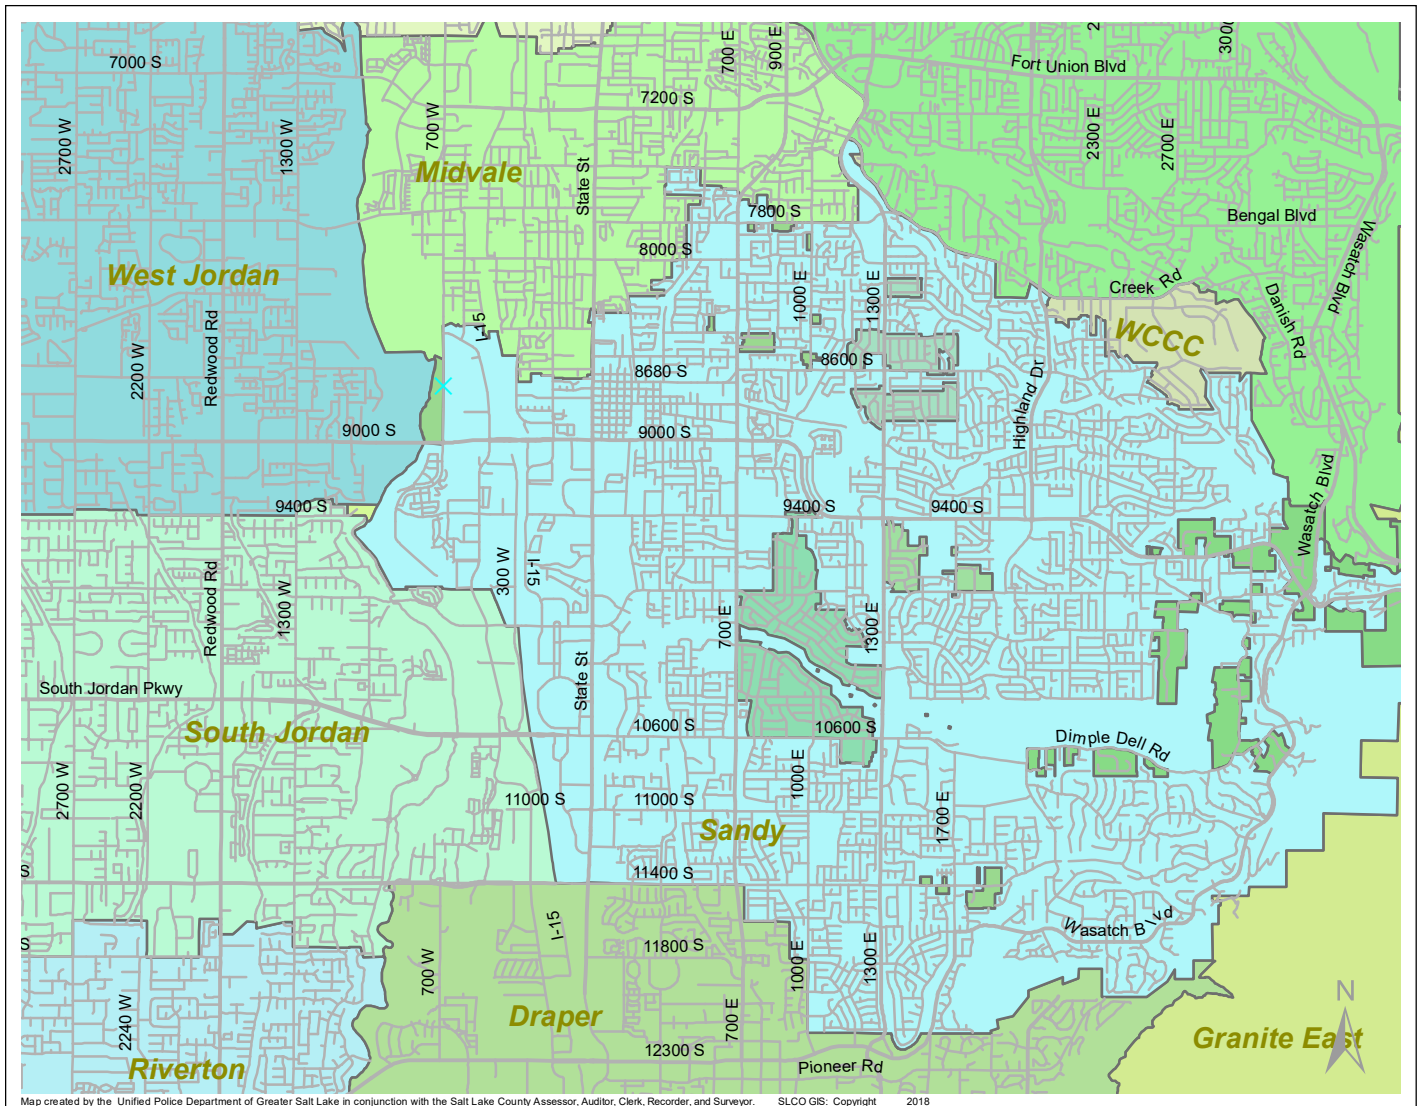 7000 S
700 E
900 E
2
3000
Fort Union Blvd
7200 S
2700 W
1300 W
700 W
2300 E
2700 E
Midvale
State St
7800 S
Bengal Blvd
8000 S
Wasatch Blvd
West Jordan
Creek Rd
1000 E
1300 E
Danish Rd
I-15
Redwood Rd
WCCC
2200 W
8680 S
8600 S
Highland Dr
9000 S
9000 S
Wasatch Blvd
9400 S
9400 S
9400 S
300 W
I-15
Redwood Rd
1300 W
700 E
1300 E
South Jordan Pkwy
State St
South Jordan
10600 S
10600 S
Dimple Dell Rd
2700 W
2200 W
1000 E
11000 S
11000 S
1700 E
Sandy
S
11400 S
Wasatch Blvd
I-15
S
11800 S
700 W
1000 E
1300 E
N
2240 W
Draper
700 E
Granite East
12300 S
Riverton
Pioneer Rd
Map created by the Unified Police Department of Greater Salt Lake in conjunction with the Salt Lake County Assessor, Auditor, Clerk, Recorder, and Surveyor. SLCO GIS: Copyright 2018